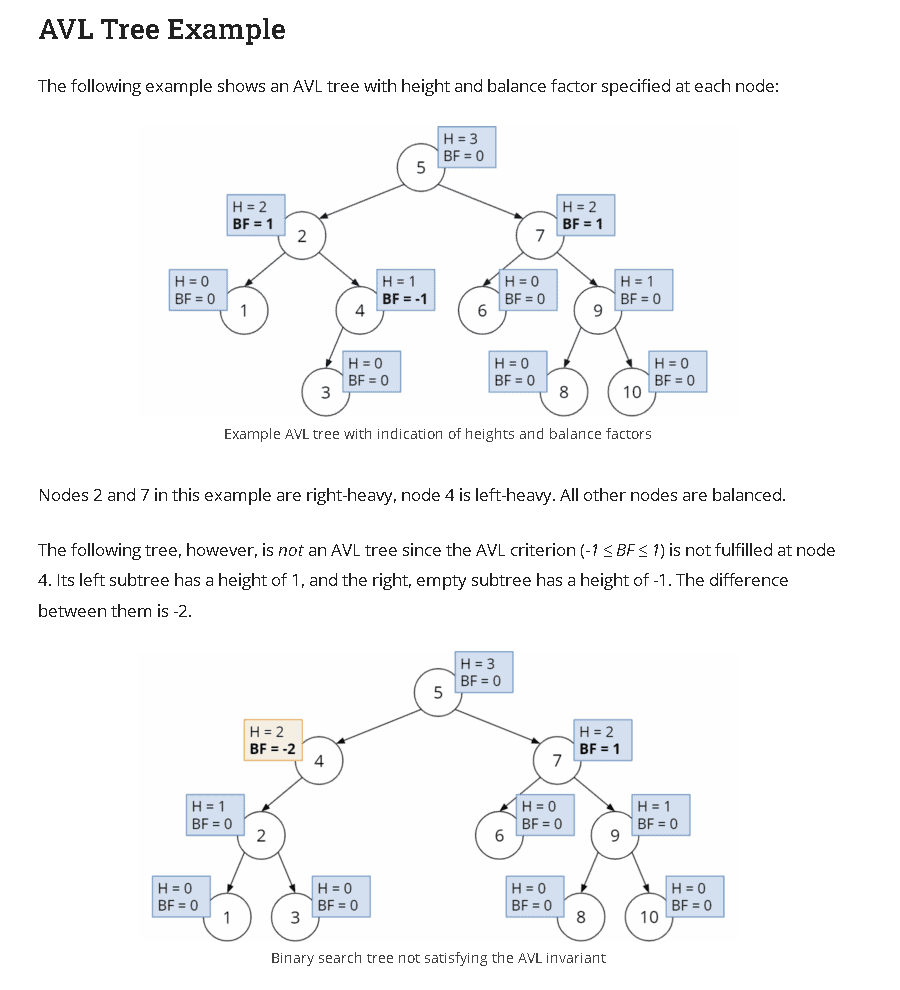 AVL Tree Example
The following example shows an AVL tree with height and balance factor specified at each node:
H = 3
BF = 0
5
H = 2
BF = 1
2
H = 2
BF = 1
7
H = 0
BF = 0
1
H = 1
BF = -1
4
H = 0
BF = 0
6
H = 1
BF = 0
9
H = 0
BF = 0
3
H = 0
BF = 0
8
H = 0
BF = 0
10
Example AVL tree with indication of heights and balance factors
Nodes 2 and 7 in this example are right-heavy, node 4 is left-heavy. All other nodes are balanced.
The following tree, however, is not an AVL tree since the AVL criterion (-1 ≤ BF ≤ 1) is not fulfilled at node
4. Its left subtree has a height of 1, and the right, empty subtree has a height of -1. The difference
between them is -2.
H = 3
BF = 0
5
H = 2
BF = -2
4
H = 2
BF = 1
7
H = 1
BF = 0
2
H = 0
BF = 0
6
H = 1
BF = 0
9
H = 0
BF = 0
1
H = 0
BF = 0
3
H = 0
BF = 0
8
H = 0
BF = 0
10
Binary search tree not satisfying the AVL invariant